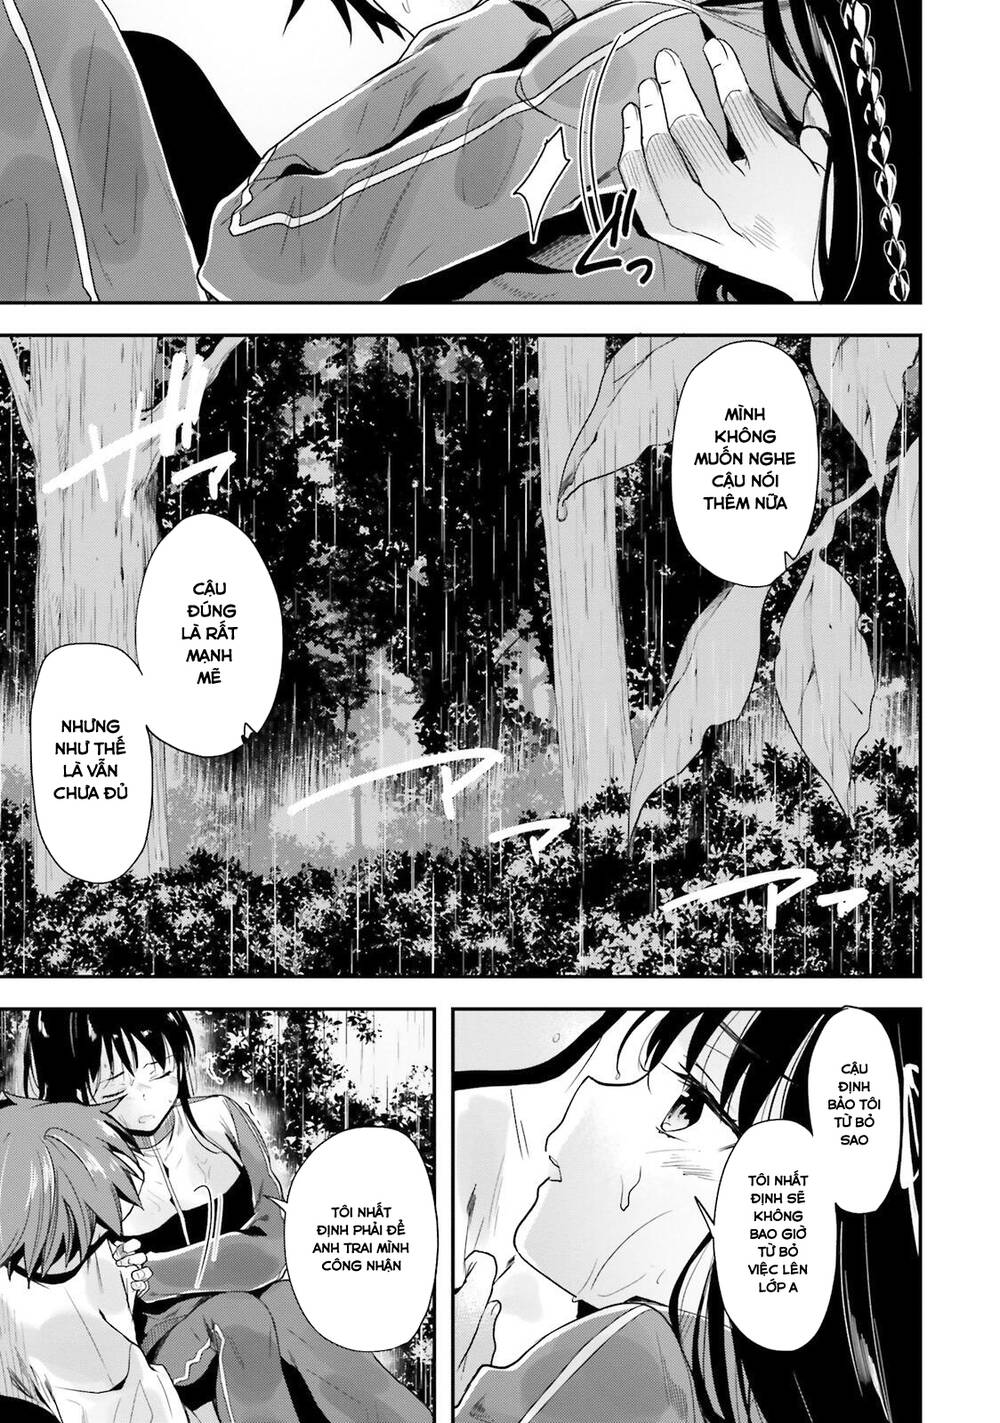 MÌNH
KHÔNG
MUỐN NGHE
CẬU NÓI
THÊM NỮA
CẬU
ĐÚNG
LÀ RẤT
MẠNH
MẼ
NHƯNG
NHƯ THẾ
LÀ VẪN
CHƯA ĐỦ
CẬU
ĐỊNH
BẢO TÔI
TỪ BỎ
SAO
TÔI NHẤT
ĐỊNH SẼ
KHÔNG
BAO GIỜ
TỪ BỎ
VIỆC LÊN
LỚP A
TÔI NHẤT
ĐỊNH PHẢI ĐỂ
ANH TRAI MÌNH
CÔNG NHẬN